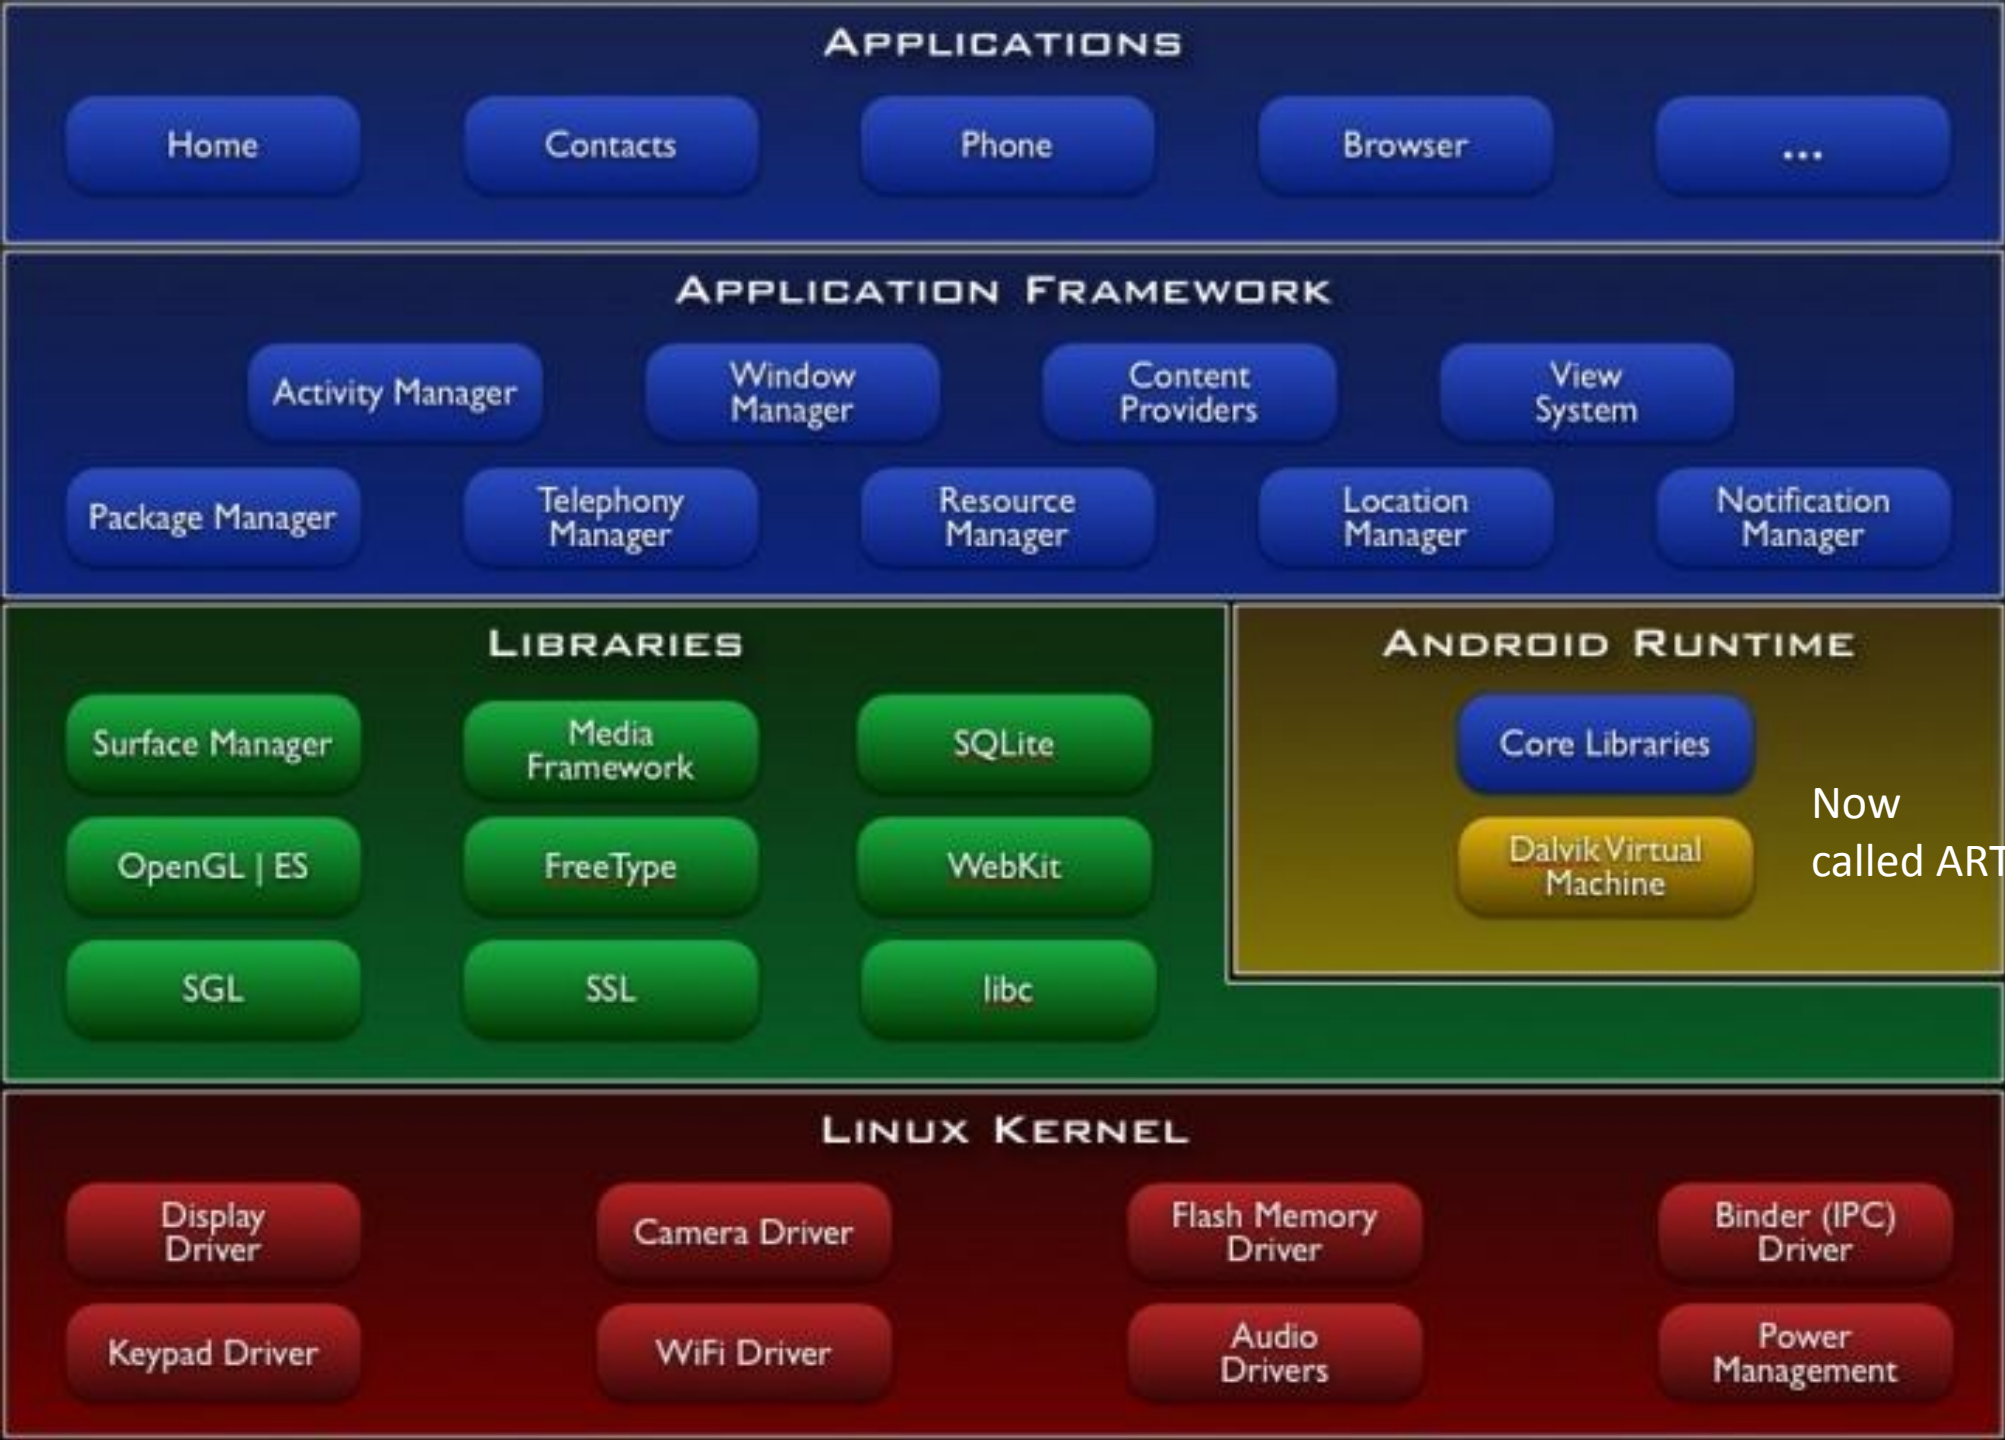 APPLICATIONS
Home
Contacts
Phone
Browser
...
APPLICATION FRAMEWORK
Activity Manager
Window
Manager
Content
Providers
View
System
Package Manager
Telephony
Manager
Resource
Manager
Location
Manager
Notification
Manager
LIBRARIES
Surface Manager
Media
Framework
SQLite
OpenGL | ES
FreeType
WebKit
SGL
SSL
libc
ANDROID RUNTIME
Core Libraries
Dalvik Virtual
Machine
Now
called ART
LINUX KERNEL
Display
Driver
Camera Driver
Flash Memory
Driver
Binder (IPC)
Driver
Keypad Driver
WiFi Driver
Audio
Drivers
Power
Management